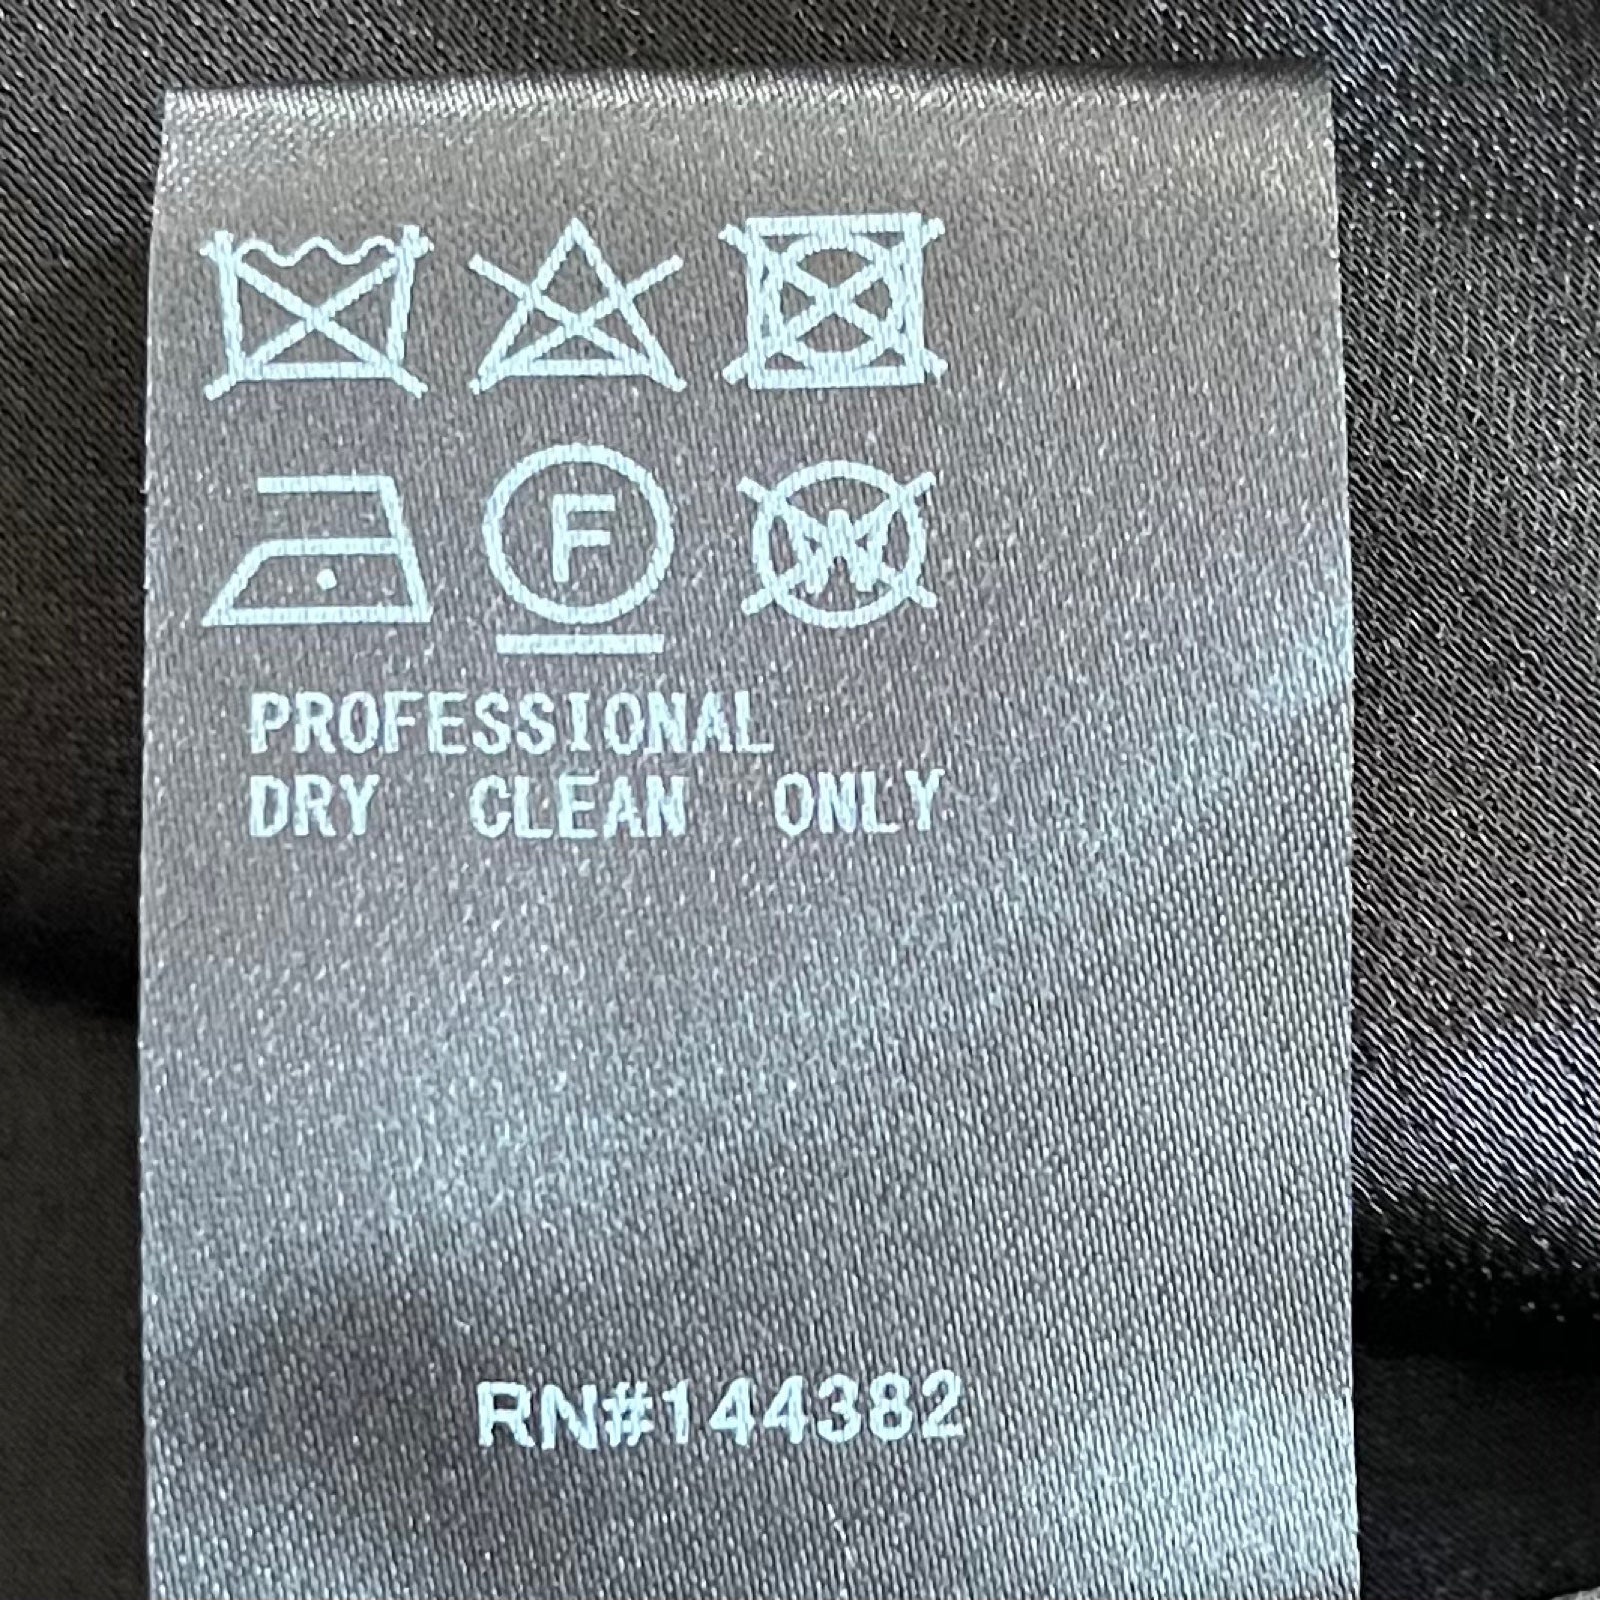 F W
PROFESSIONAL
DRY CLEAN ONLY
RN#144382